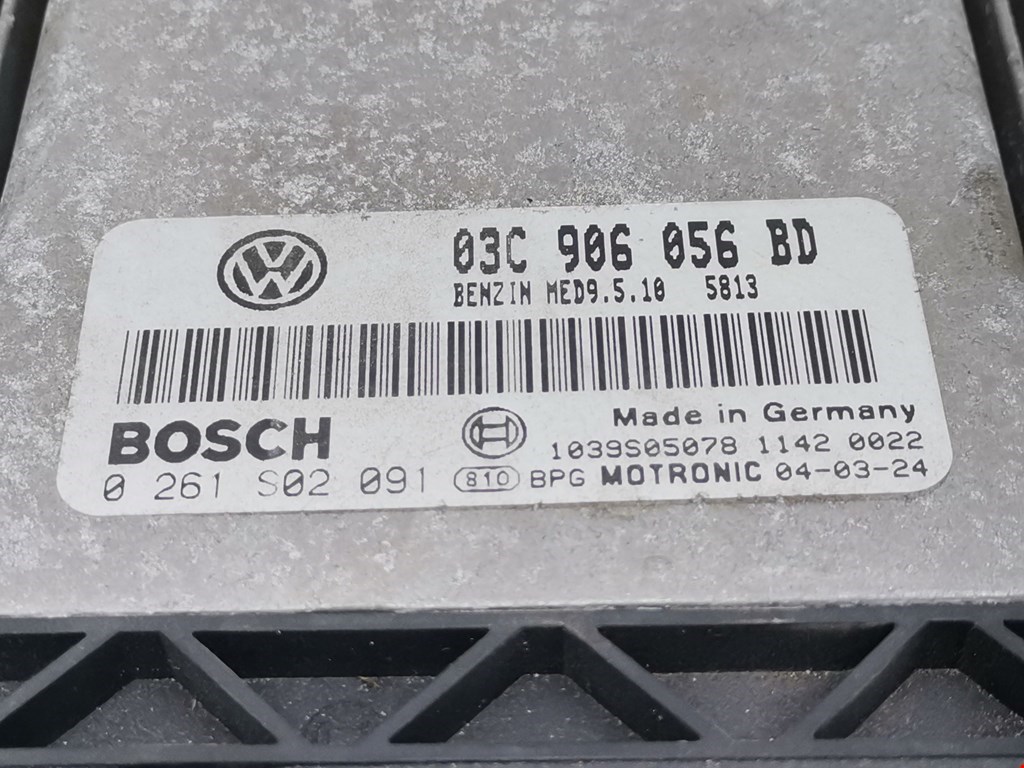 03C 906 056 BD
BENZIN MED9.5.10 5813
BOSCH
Made in Germany
1039S05078 1142 0022
0 261 S02 091 810 BPG MOTRONIC 04-03-24